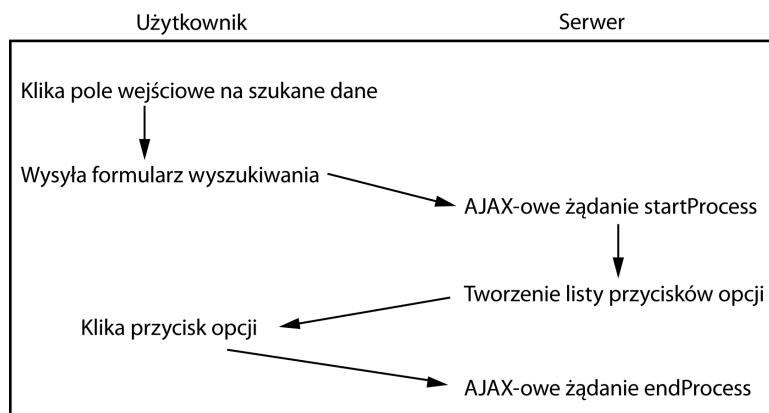 Użytkownik
Serwer
Klika pole wejściowe na szukane dane
Wysyła formularz wyszukiwania
AJAX-owe żądanie startProcess
Tworzenie listy przycisków opcji
Klika przycisk opcji
AJAX-owe żądanie endProcess